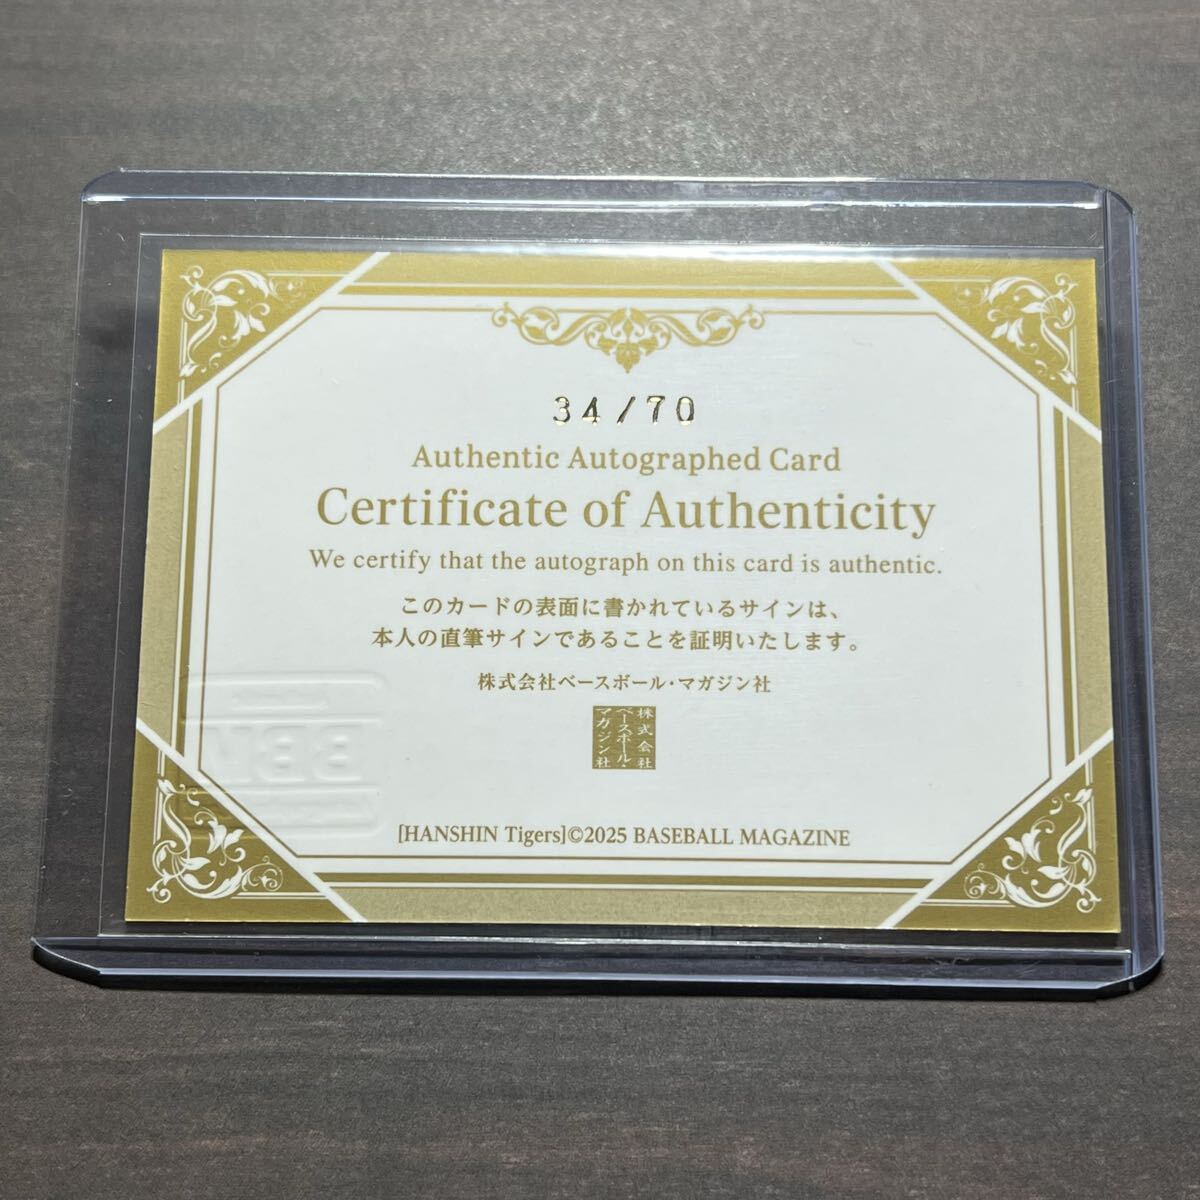 34/70
Authentic Autographed Card
Certificate of Authenticity
We certify that the autograph on this card is authentic.
このカードの表面に書かれているサインは、
本人の直筆サインであることを証明いたします。
株式会社ベースボール・マガジン社
株式会社
ベースボール・
マガジン社
[HANSHIN Tigers]©2025 BASEBALL MAGAZINE